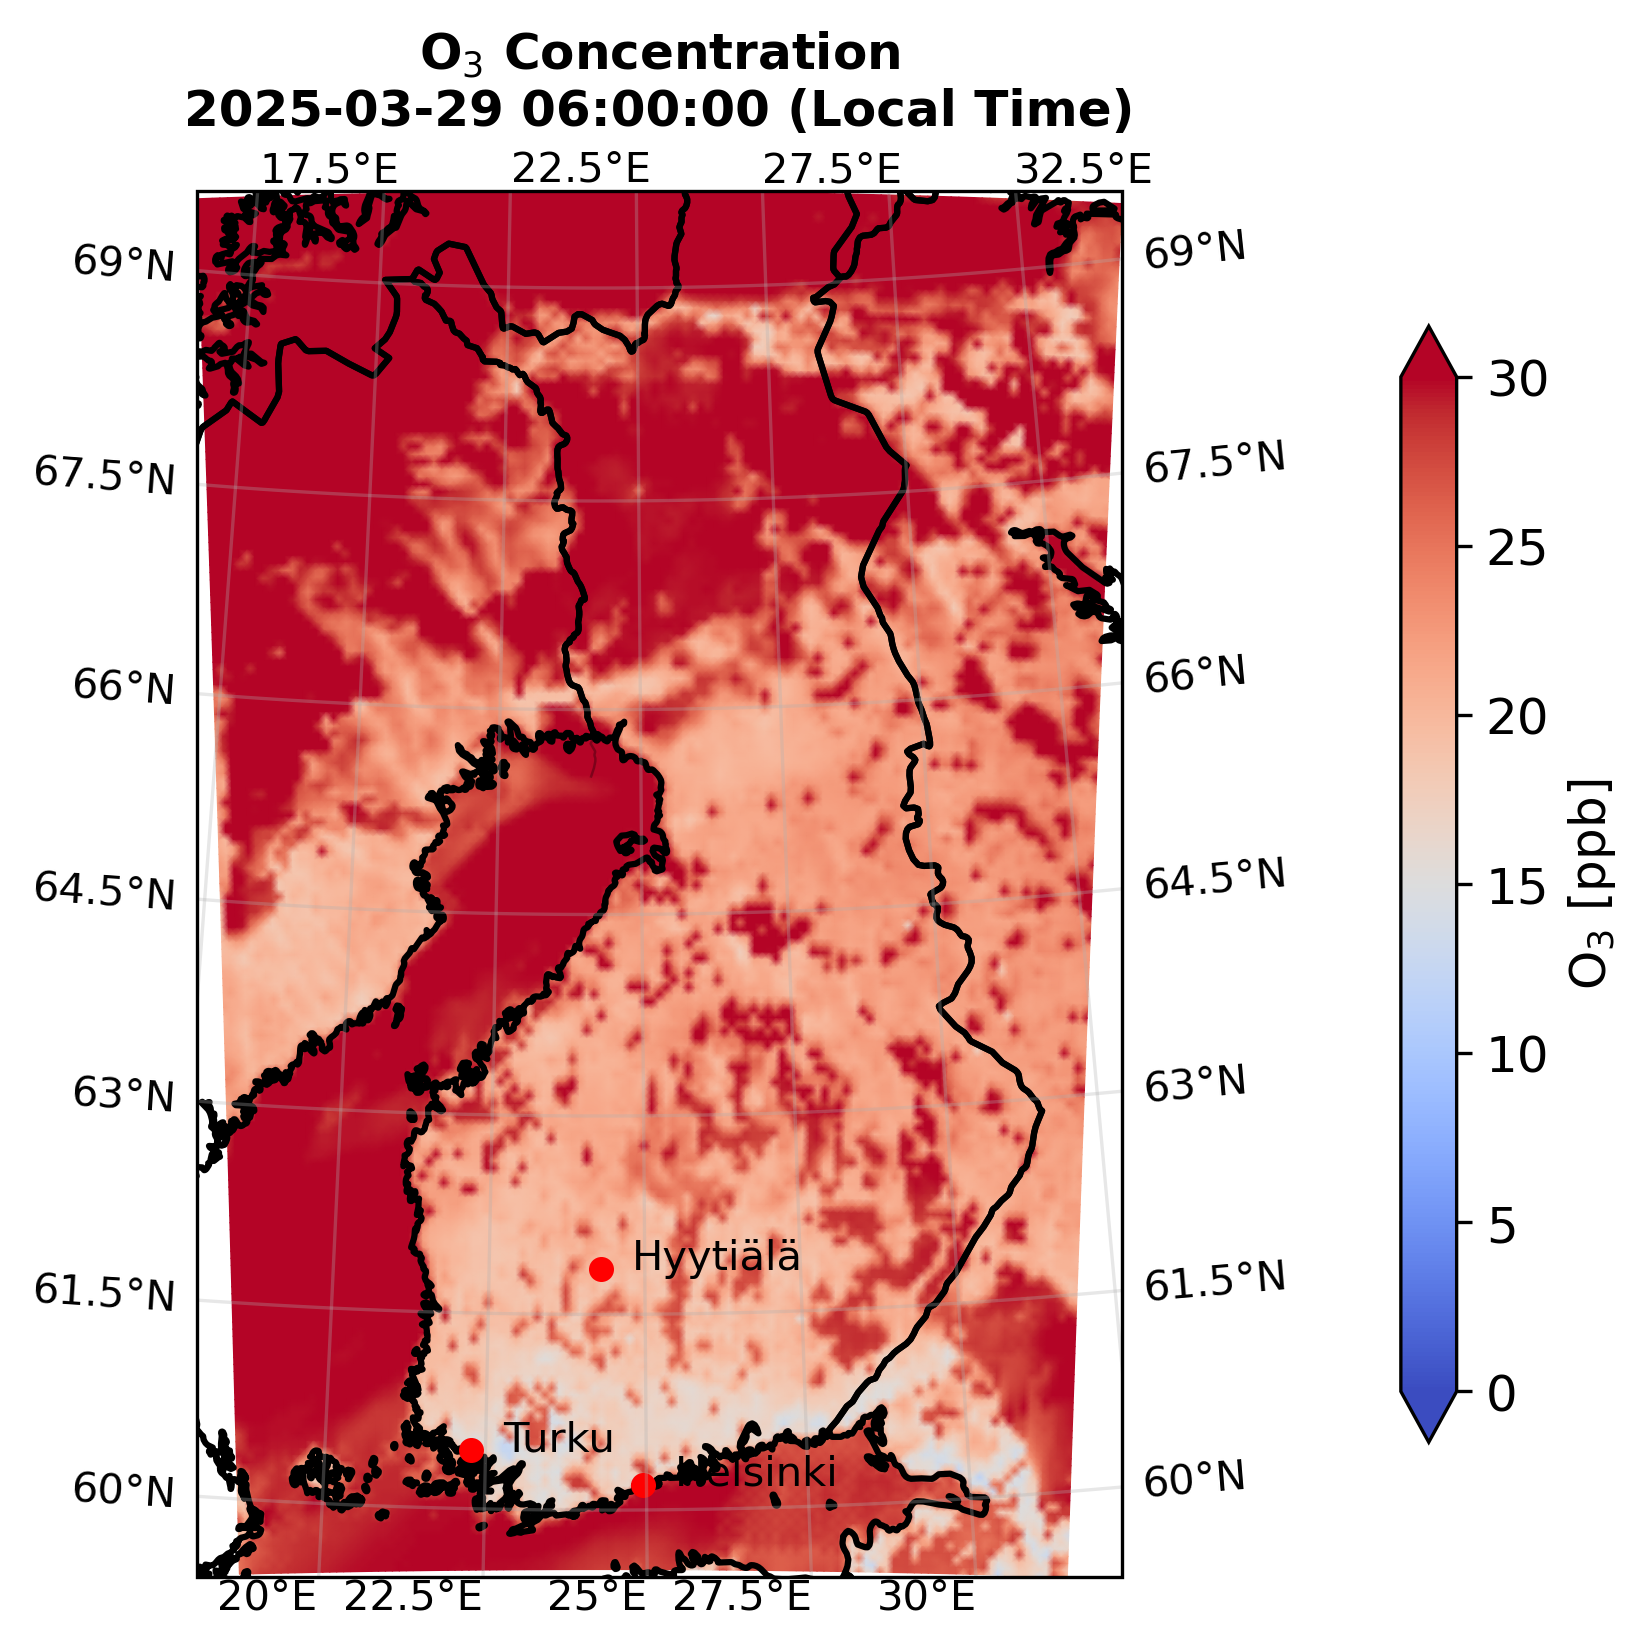 O₃ Concentration
2025-03-29 06:00:00 (Local Time)
17.5°E 22.5°E 27.5°E 32.5°E
69°N 69°N
67.5°N 67.5°N
66°N 66°N
64.5°N 64.5°N
63°N 63°N
61.5°N 61.5°N
60°N 60°N
Hyytiälä
Turku
Helsinki
20°E 22.5°E 25°E 27.5°E 30°E
30
25
20
15
10
5
0
O₃ [ppb]